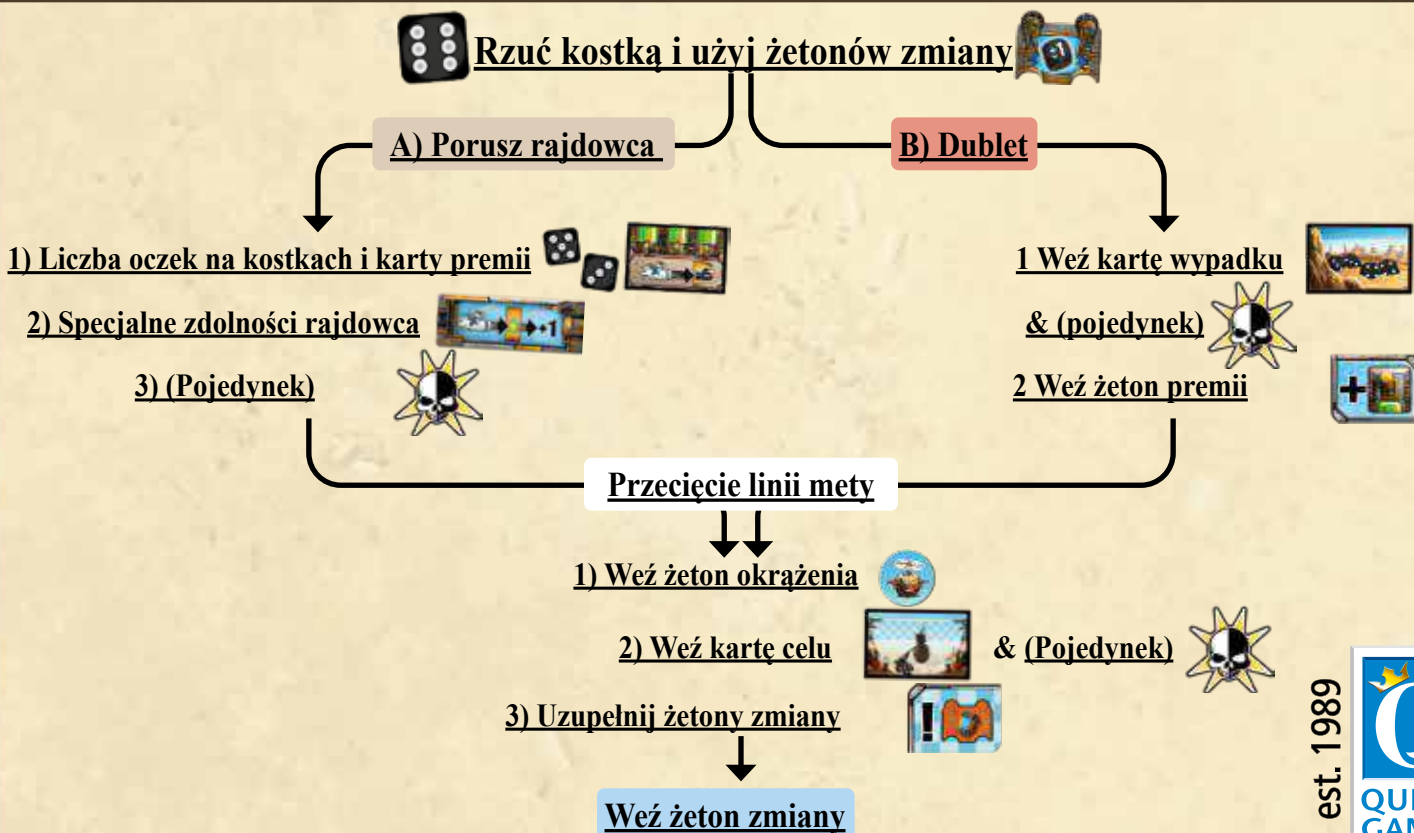 Rzuć kostką i użyj żetonów zmiany
A) Porusz rajdowca
B) Dublet
1) Liczba oczek na kostkach i karty premii
2) Specjalne zdolności rajdowca
+1
3) (Pojedynek)
1 Weź kartę wypadku
& (pojedynek)
2 Weź żeton premii
+
Przecięcie linii mety
1) Weź żeton okrążenia
2) Weź kartę celu & (Pojedynek)
3) Uzupełnij żetony zmiany
!
Weź żeton zmiany
est. 1989